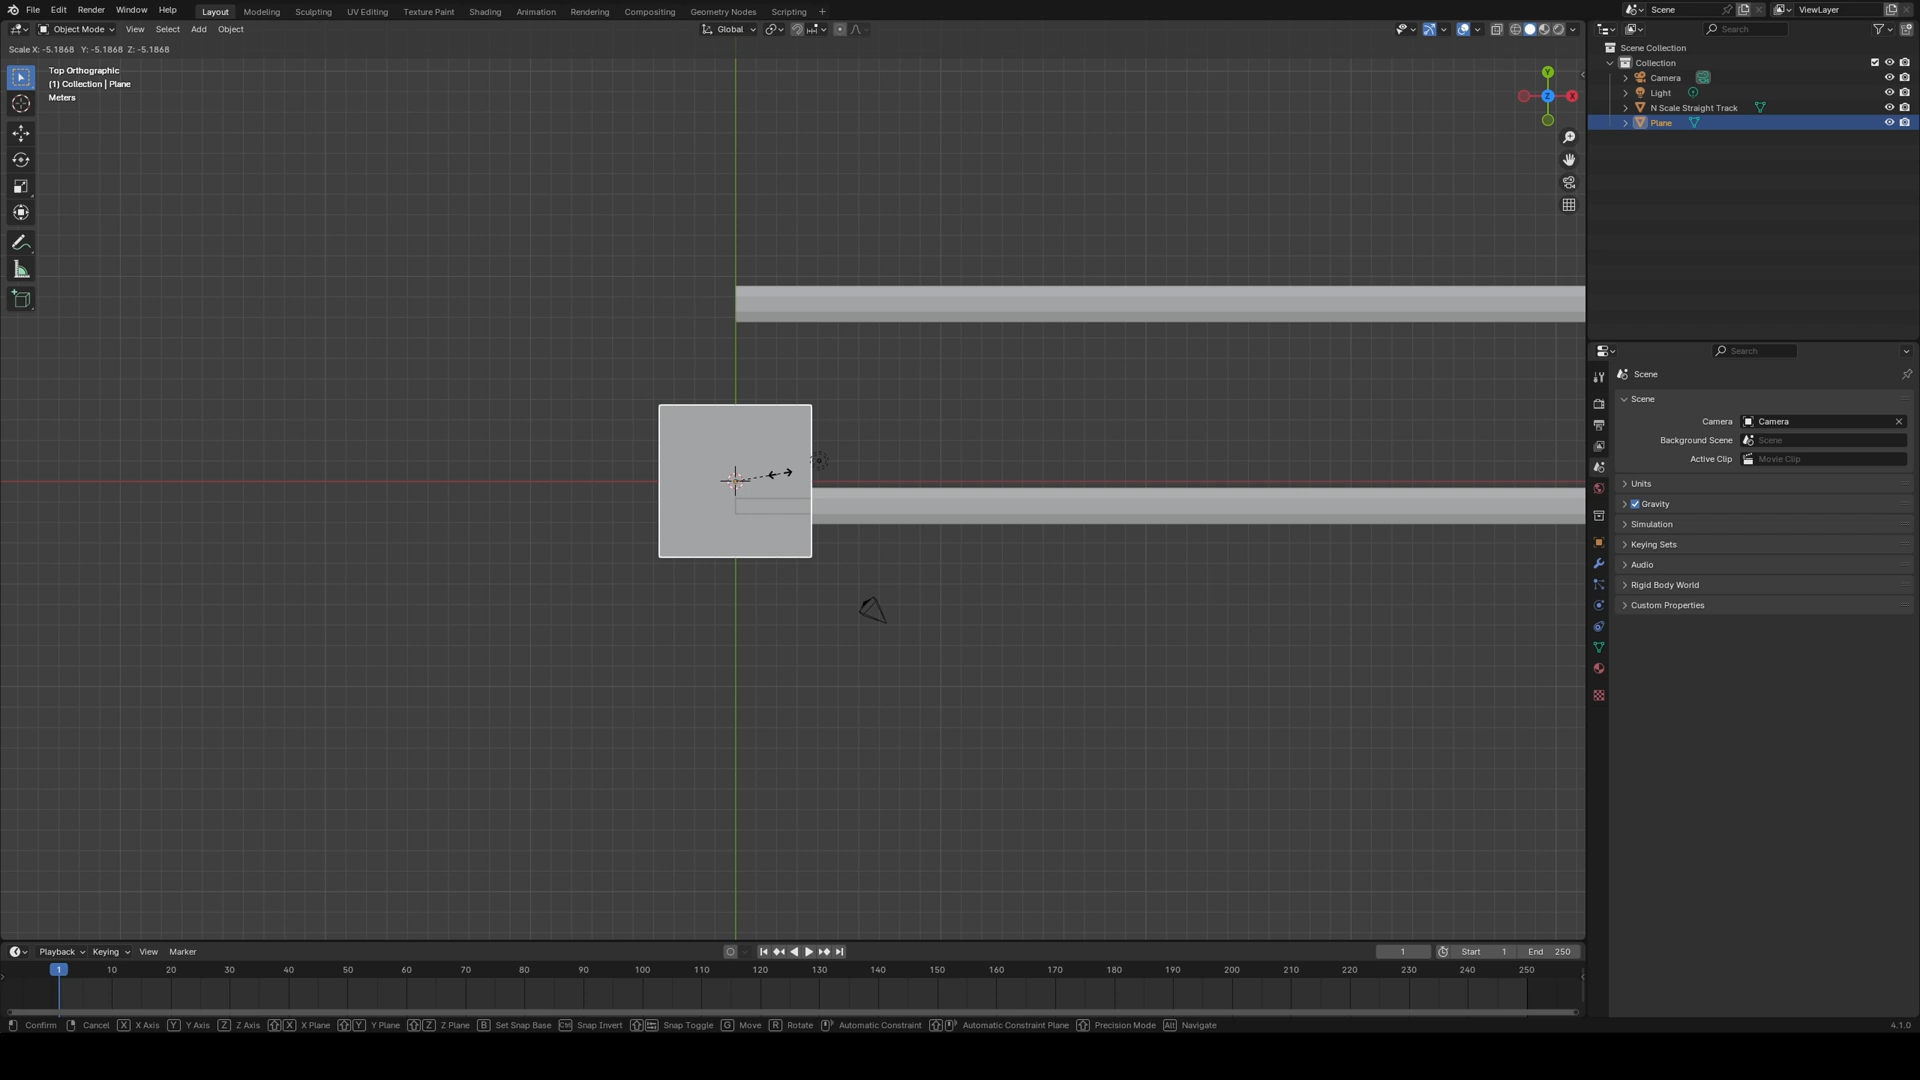 File Edit Render Window Help Layout Modeling Sculpting UV Editing Texture Paint Shading Animation Rendering Compositing Geometry Nodes Scripting + Scene ViewLayer
Object Mode View Select Add Object Global Search
Scale X: -5.1868 Y: -5.1868 Z: -5.1868
Top Orthographic
(1) Collection | Plane
Meters
Y
Z X
Scene Collection
Collection
Camera
Light
N Scale Straight Track
Plane
Search
Scene
Scene
Camera Camera
Background Scene Scene
Active Clip Movie Clip
Units
Gravity
Simulation
Keying Sets
Audio
Rigid Body World
Custom Properties
Playback Keying View Marker 1 Start 1 End 250
1 10 20 30 40 50 60 70 80 90 100 110 120 130 140 150 160 170 180 190 200 210 220 230 240 250
Confirm Cancel X X Axis Y Y Axis Z Z Axis X X Plane Y Y Plane Z Z Plane B Set Snap Base Ctrl Snap Invert Snap Toggle G Move R Rotate Automatic Constraint Automatic Constraint Plane Precision Mode Alt Navigate 4.1.0